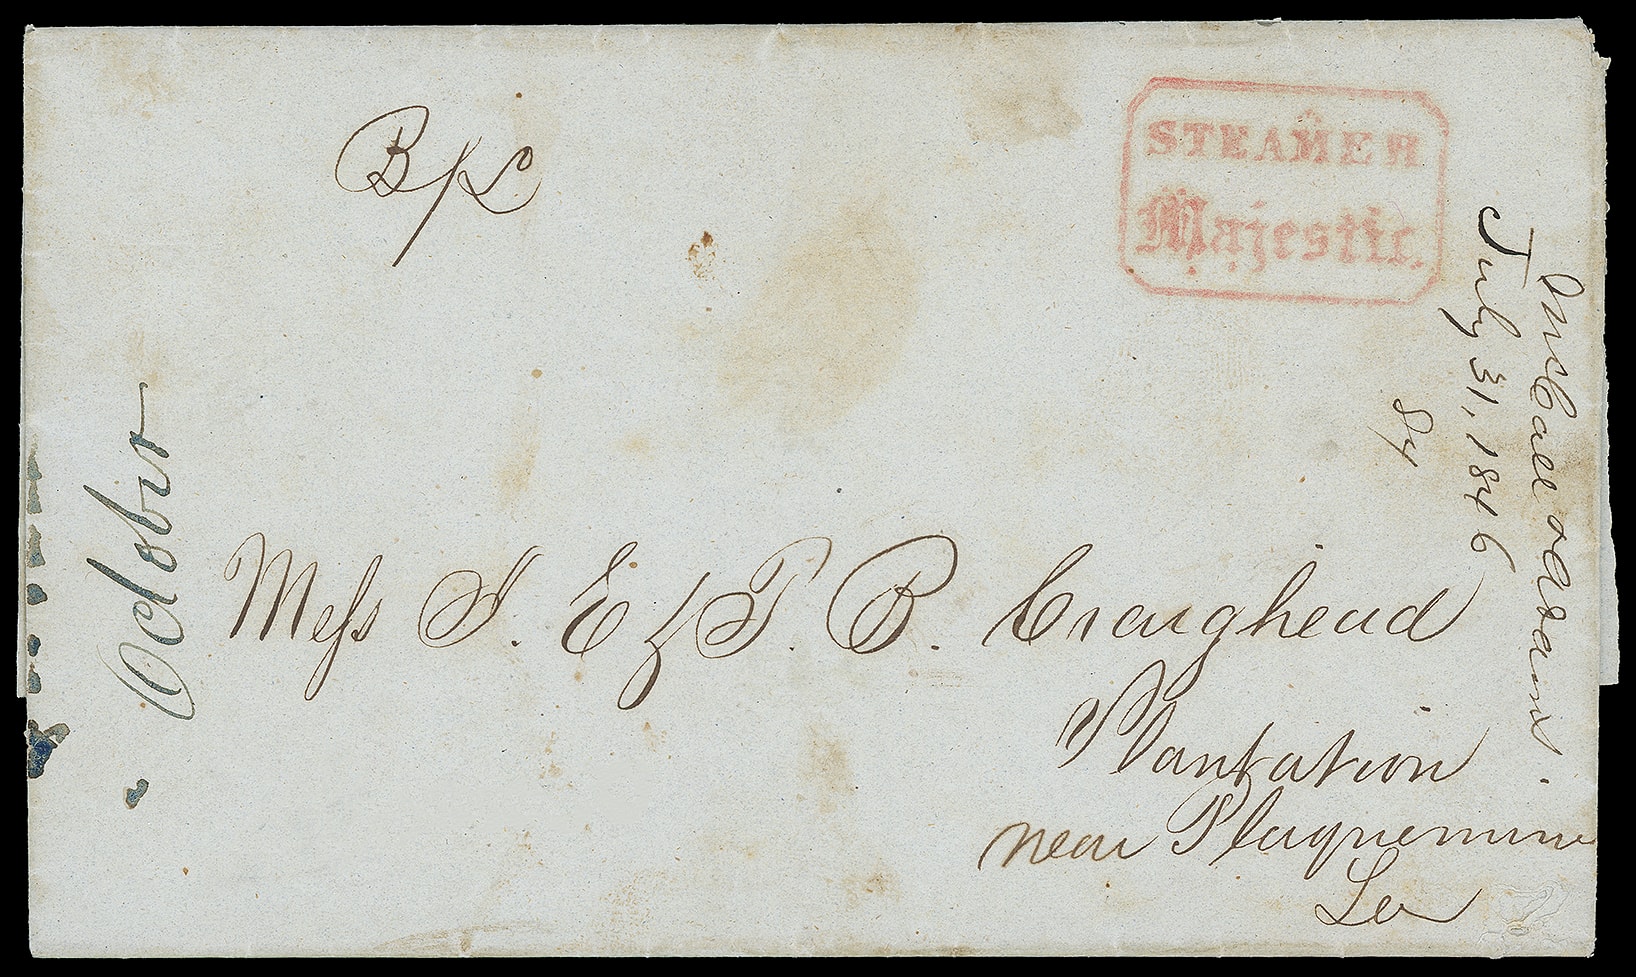 B/L
STEAMER
Majestic.
Mess J. E & T. B. Craighead
Plantation
near Plaquemine
La
October
July 31, 1846